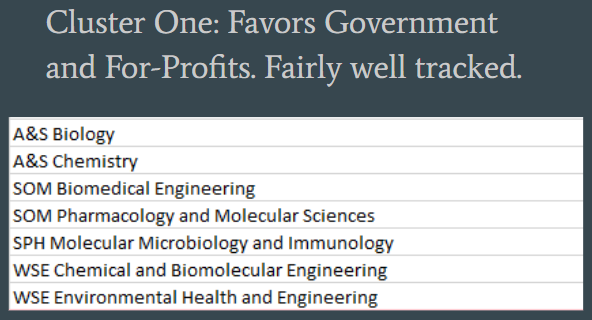 Cluster One: Favors Government
and For-Profits. Fairly well tracked.
A&S Biology
A&S Chemistry
SOM Biomedical Engineering
SOM Pharmacology and Molecular Sciences
SPH Molecular Microbiology and Immunology
WSE Chemical and Biomolecular Engineering
WSE Environmental Health and Engineering